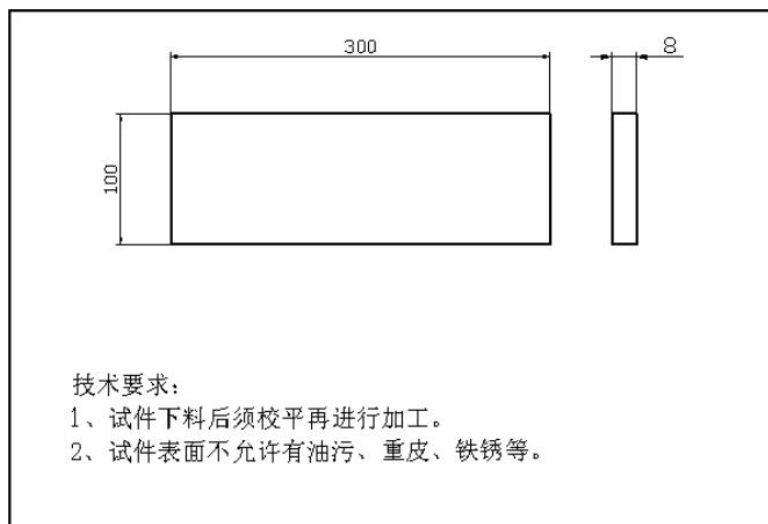 300
8
100
技术要求:
1、试件下料后须校平再进行加工。
2、试件表面不允许有油污、重皮、铁锈等。